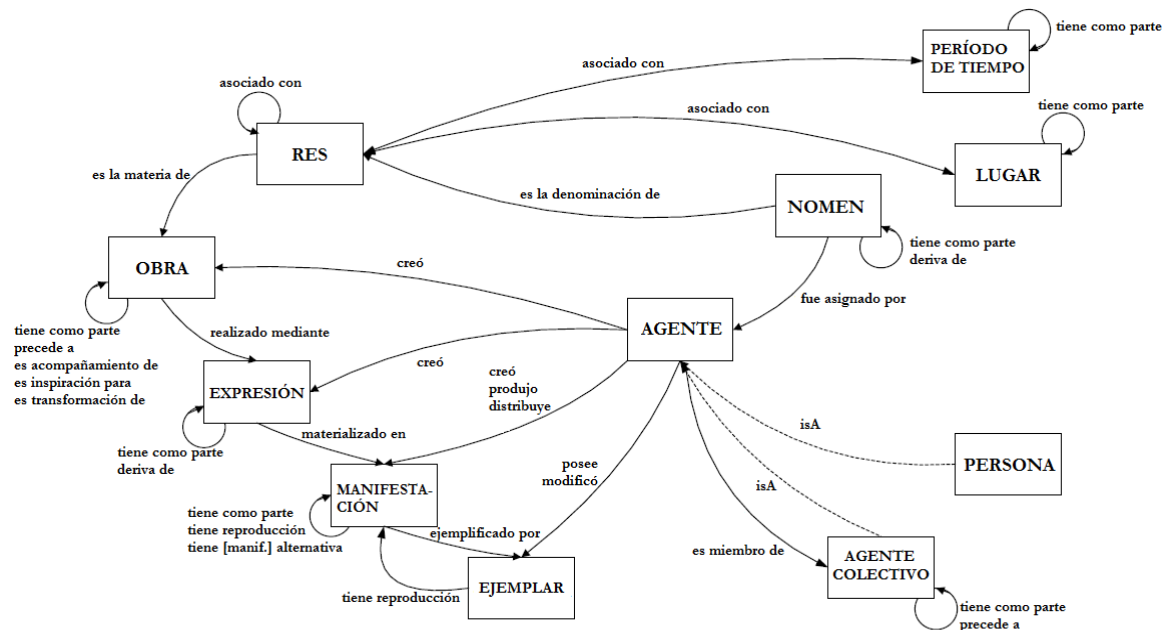 tiene como parte
PERÍODO
DE TIEMPO
asociado con
asociado con
tiene como parte
asociado con
RES
LUGAR
es la materia de
es la denominación de
NOMEN
tiene como parte
deriva de
OBRA
creó
fue asignado por
tiene como parte
precede a
es acompañamiento de
es inspiración para
es transformación de
realizado mediante
AGENTE
creó
EXPRESIÓN
creó
produjo
distribuye
tiene como parte
deriva de
materializado en
isA
PERSONA
posee
modificó
isA
MANIFESTA-
CIÓN
tiene como parte
tiene reproducción
tiene [manif.] alternativa
ejemplificado por
es miembro de
AGENTE
COLECTIVO
EJEMPLAR
tiene reproducción
tiene como parte
precede a